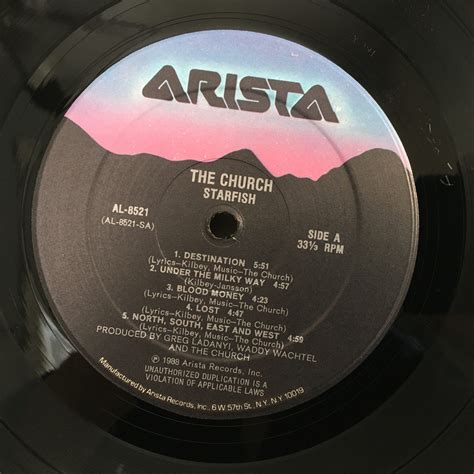 ARISTA
THE CHURCH
STARFISH
AL-8521
(AL-8521-SA)
SIDE A
33⅓ RPM
1. DESTINATION 5:51
(Lyrics–Kilbey, Music–The Church)
2. UNDER THE MILKY WAY 4:57
(Kilbey-Jansson)
3. BLOOD MONEY 4:23
(Lyrics–Kilbey, Music–The Church)
4. LOST 4:47
(Lyrics–Kilbey, Music–The Church)
5. NORTH, SOUTH, EAST AND WEST 4:59
(Lyrics–Kilbey, Music–The Church)
PRODUCED BY GREG LADANYI, WADDY WACHTEL
AND THE CHURCH
℗ 1988 Arista Records, Inc.
UNAUTHORIZED DUPLICATION IS A
VIOLATION OF APPLICABLE LAWS
Manufactured by Arista Records, Inc., 6 W. 57th St., N.Y. N.Y. 10019